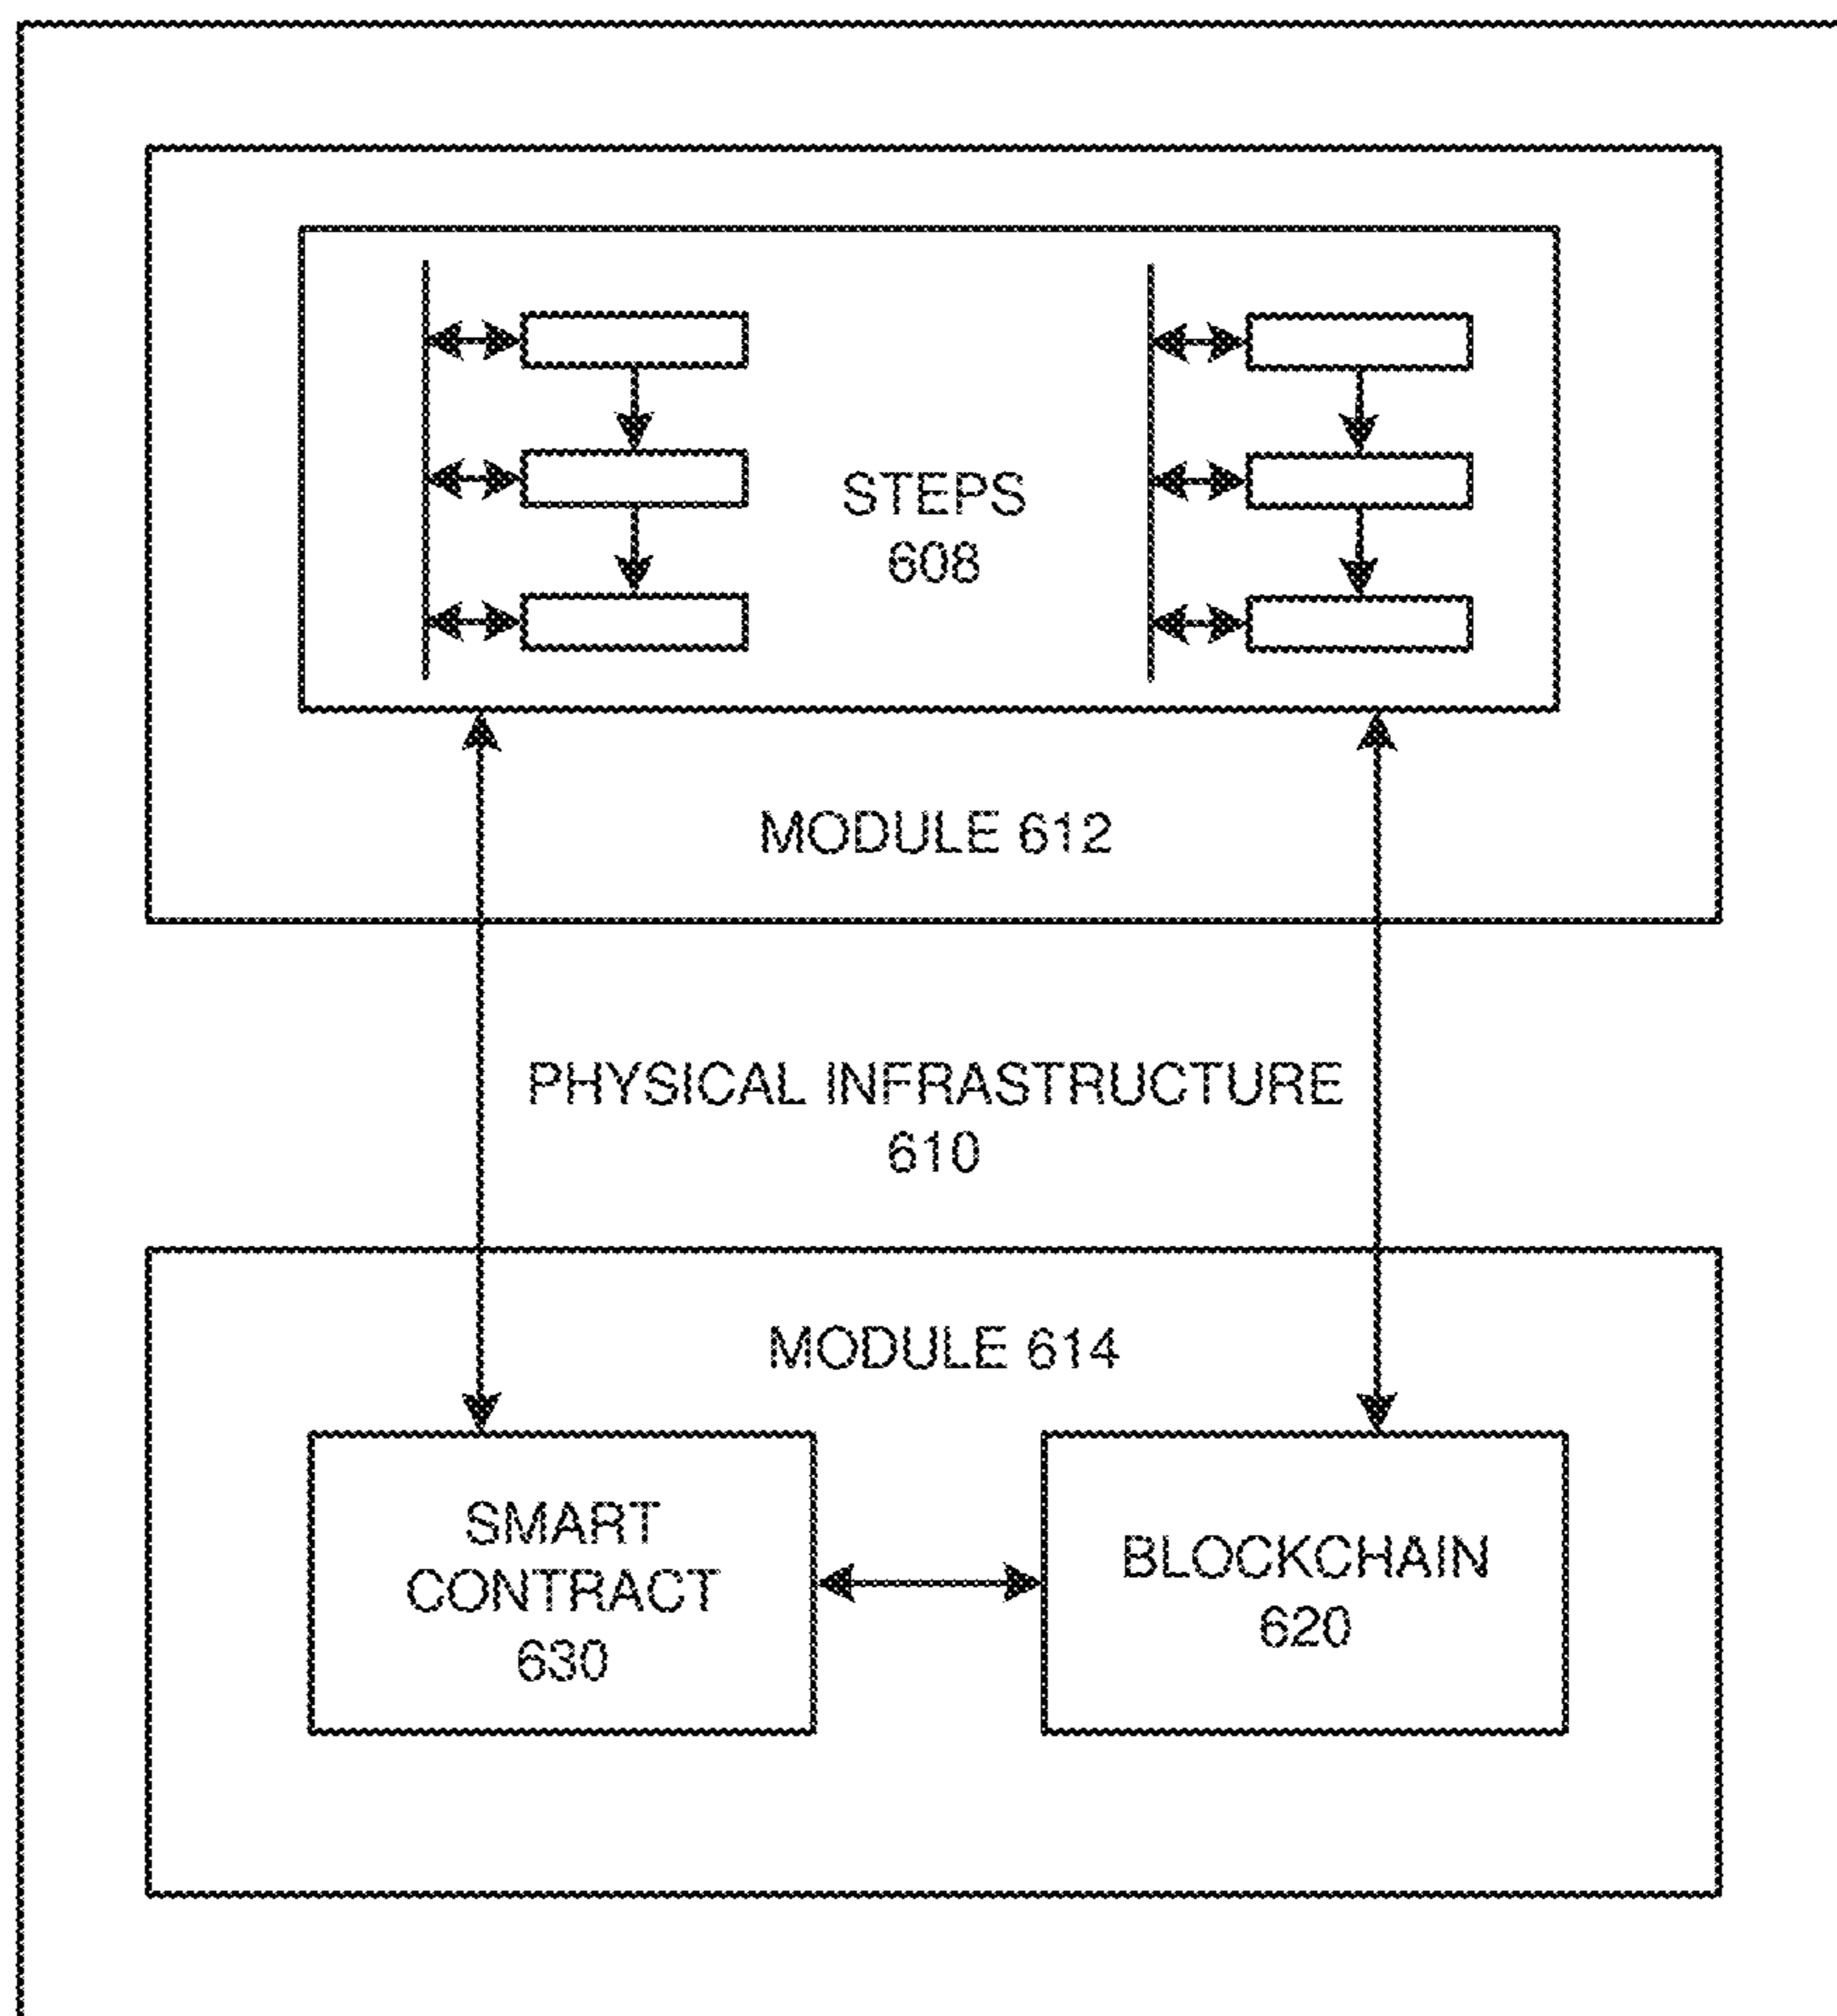 STEPS
608
MODULE 612
PHYSICAL INFRASTRUCTURE
610
MODULE 614
SMART
CONTRACT
630
BLOCKCHAIN
620